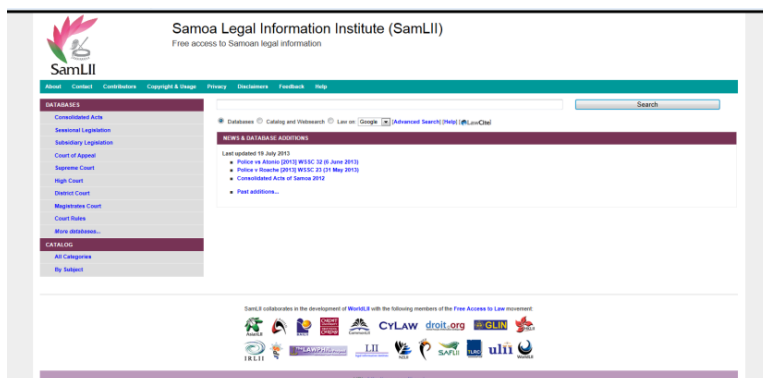 Samoa Legal Information Institute (SamLII)
Free access to Samoan legal information
SamLII
About Contact Contributors Copyright & Usage Privacy Disclaimers Feedback Help
DATABASES
Consolidated Acts
Sessional Legislation
Subsidiary Legislation
Court of Appeal
Supreme Court
High Court
District Court
Magistrates Court
Court Rules
More databases...
CATALOG
All Categories
By Subject
Search
Databases Catalog and Websearch Law on Google [Advanced Search] [Help] [LawCite]
NEWS & DATABASE ADDITIONS
Last updated 19 July 2013
Police vs Atonio [2013] WSSC 32 (6 June 2013)
Police v Roache [2013] WSSC 23 (31 May 2013)
Consolidated Acts of Samoa 2012
Past additions...
SamLII collaborates in the development of WorldLII with the following members of the Free Access to Law movement
CYLAW droit.org GLIN
IRLII LII SAFLII ulii